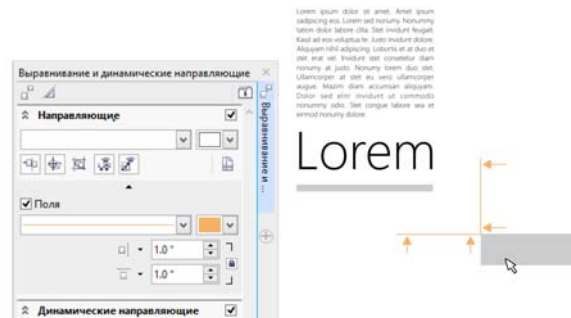 Lorem ipsum dolor sit amet. Amet ipsum
sadipscing eos. Lorem sed nonumy. Nonummy
tation dolor labore clita. Stet invidunt feugait.
Kasd ad eos voluptua te. Justo invidunt dolore.
Aliquyam nihil adipiscing. Lobortis et at duo et
stet erat vel. Invidunt stet consetetur diam
nonumy at justo. Nonumy lorem duo stet.
Ullamcorper at stet eu vero ullamcorper
augue. Mazim diam accumsan aliquyam.
Dolor sed elitr invidunt ut commodo
nonummy odio. Stet congue labore sea et
eirmod nonumy dolore.
Lorem
Выравнивание и динамические направляющие
Направляющие
Поля
1.0 "
1.0 "
Динамические направляющие
Выравнивание и ...